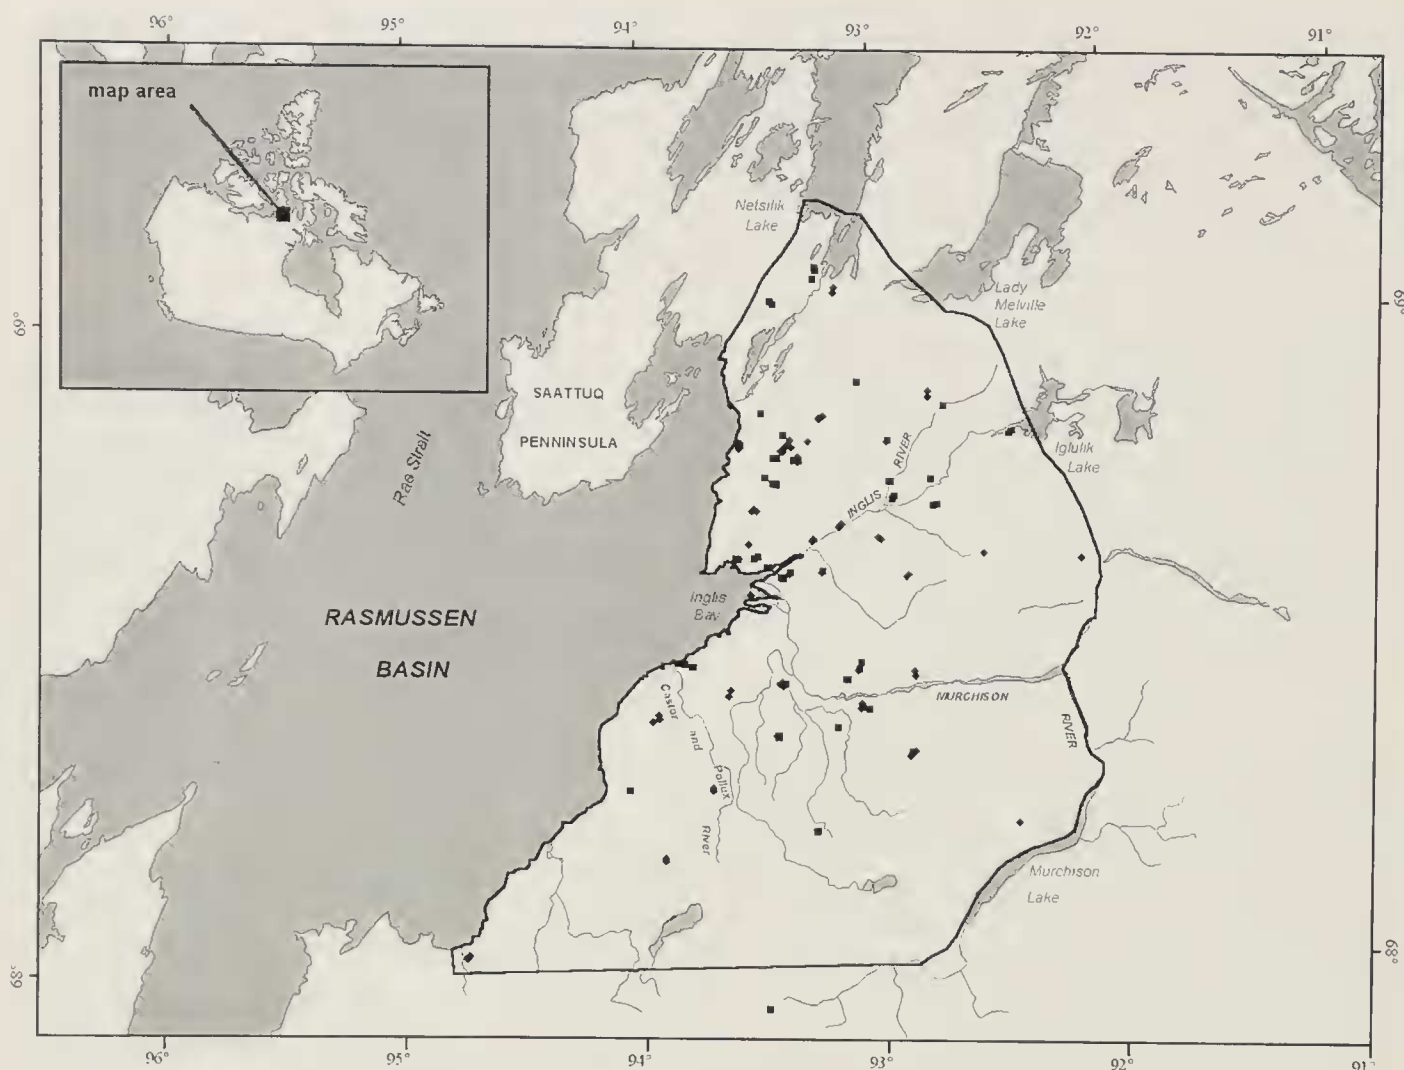 96°
95°
94°
93°
92°
91°
map area
Netsilik
Lake
Lady
Melville
Lake
69°
69°
SAATTUQ
PENNINSULA
Rae Strait
RIVER
INGLIS
Iglulik
Lake
Inglis
Bay
RASMUSSEN
BASIN
Castor
and
Pollux
River
MURCHISON
RIVER
Murchison
Lake
68°
68°
96°
95°
94°
93°
92°
91°